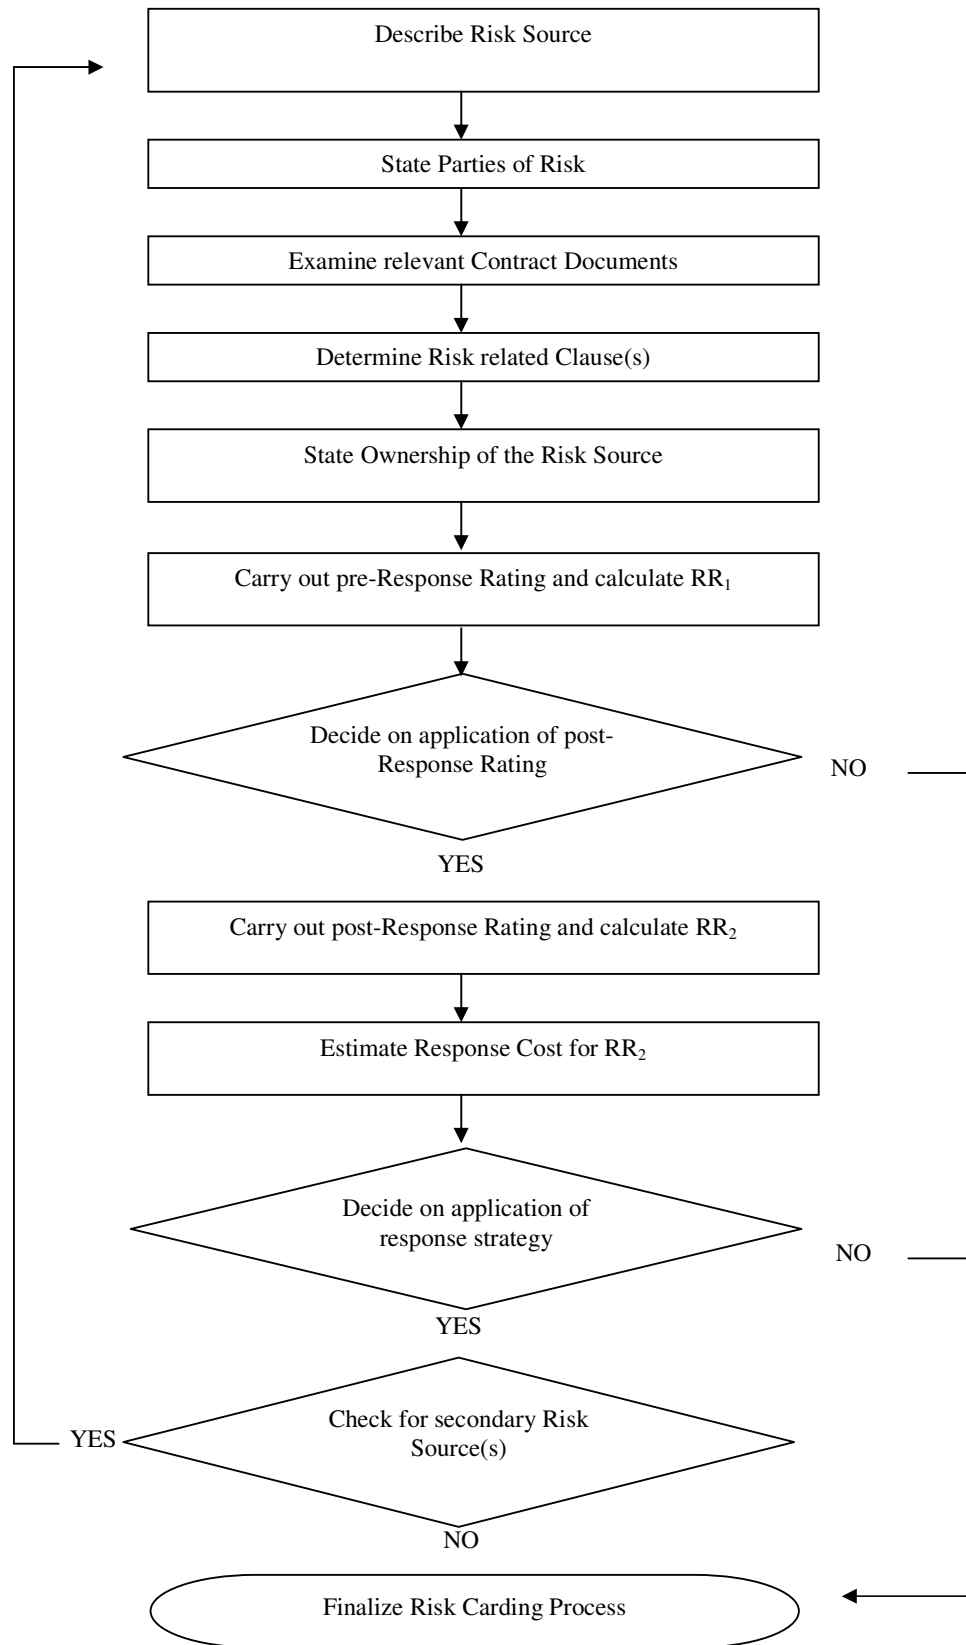 Describe Risk Source
State Parties of Risk
Examine relevant Contract Documents
Determine Risk related Clause(s)
State Ownership of the Risk Source
Carry out pre-Response Rating and calculate RR₁
Decide on application of post-
Response Rating
NO
YES
Carry out post-Response Rating and calculate RR₂
Estimate Response Cost for RR₂
Decide on application of
response strategy
NO
YES
Check for secondary Risk
Source(s)
YES
NO
Finalize Risk Carding Process